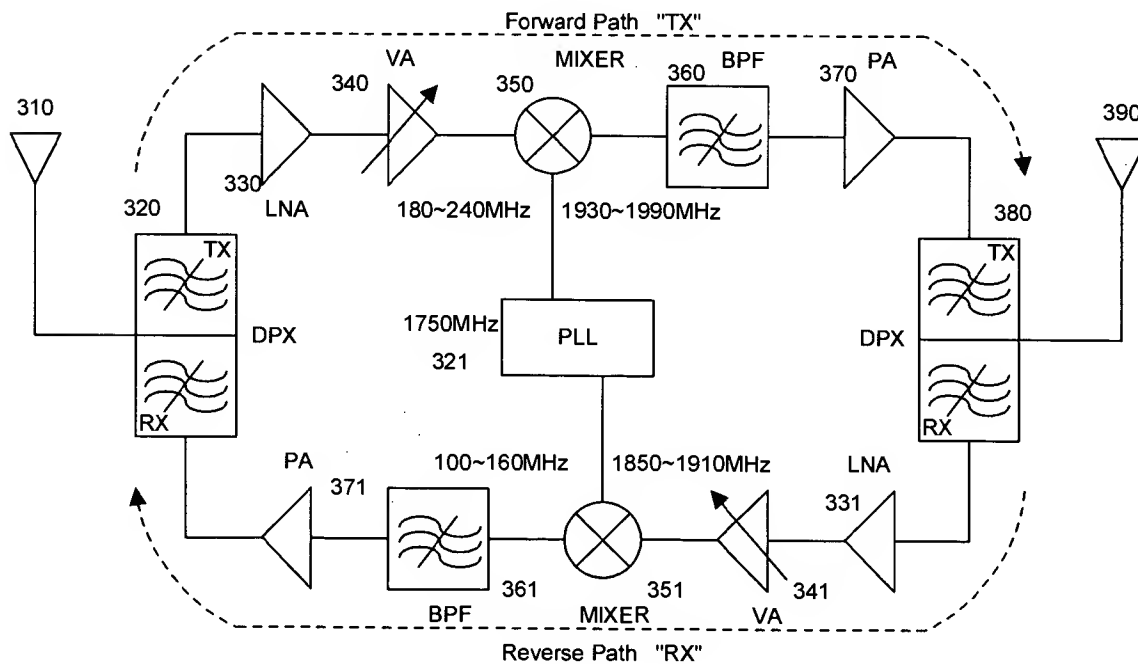 Forward Path "TX"
VA
MIXER
BPF
PA
310
340
350
360
370
390
330
LNA
320
180~240MHz
1930~1990MHz
380
TX
TX
DPX
1750MHz
PLL
DPX
321
RX
RX
PA
100~160MHz
1850~1910MHz
LNA
371
331
361
351
341
BPF
MIXER
VA
Reverse Path "RX"